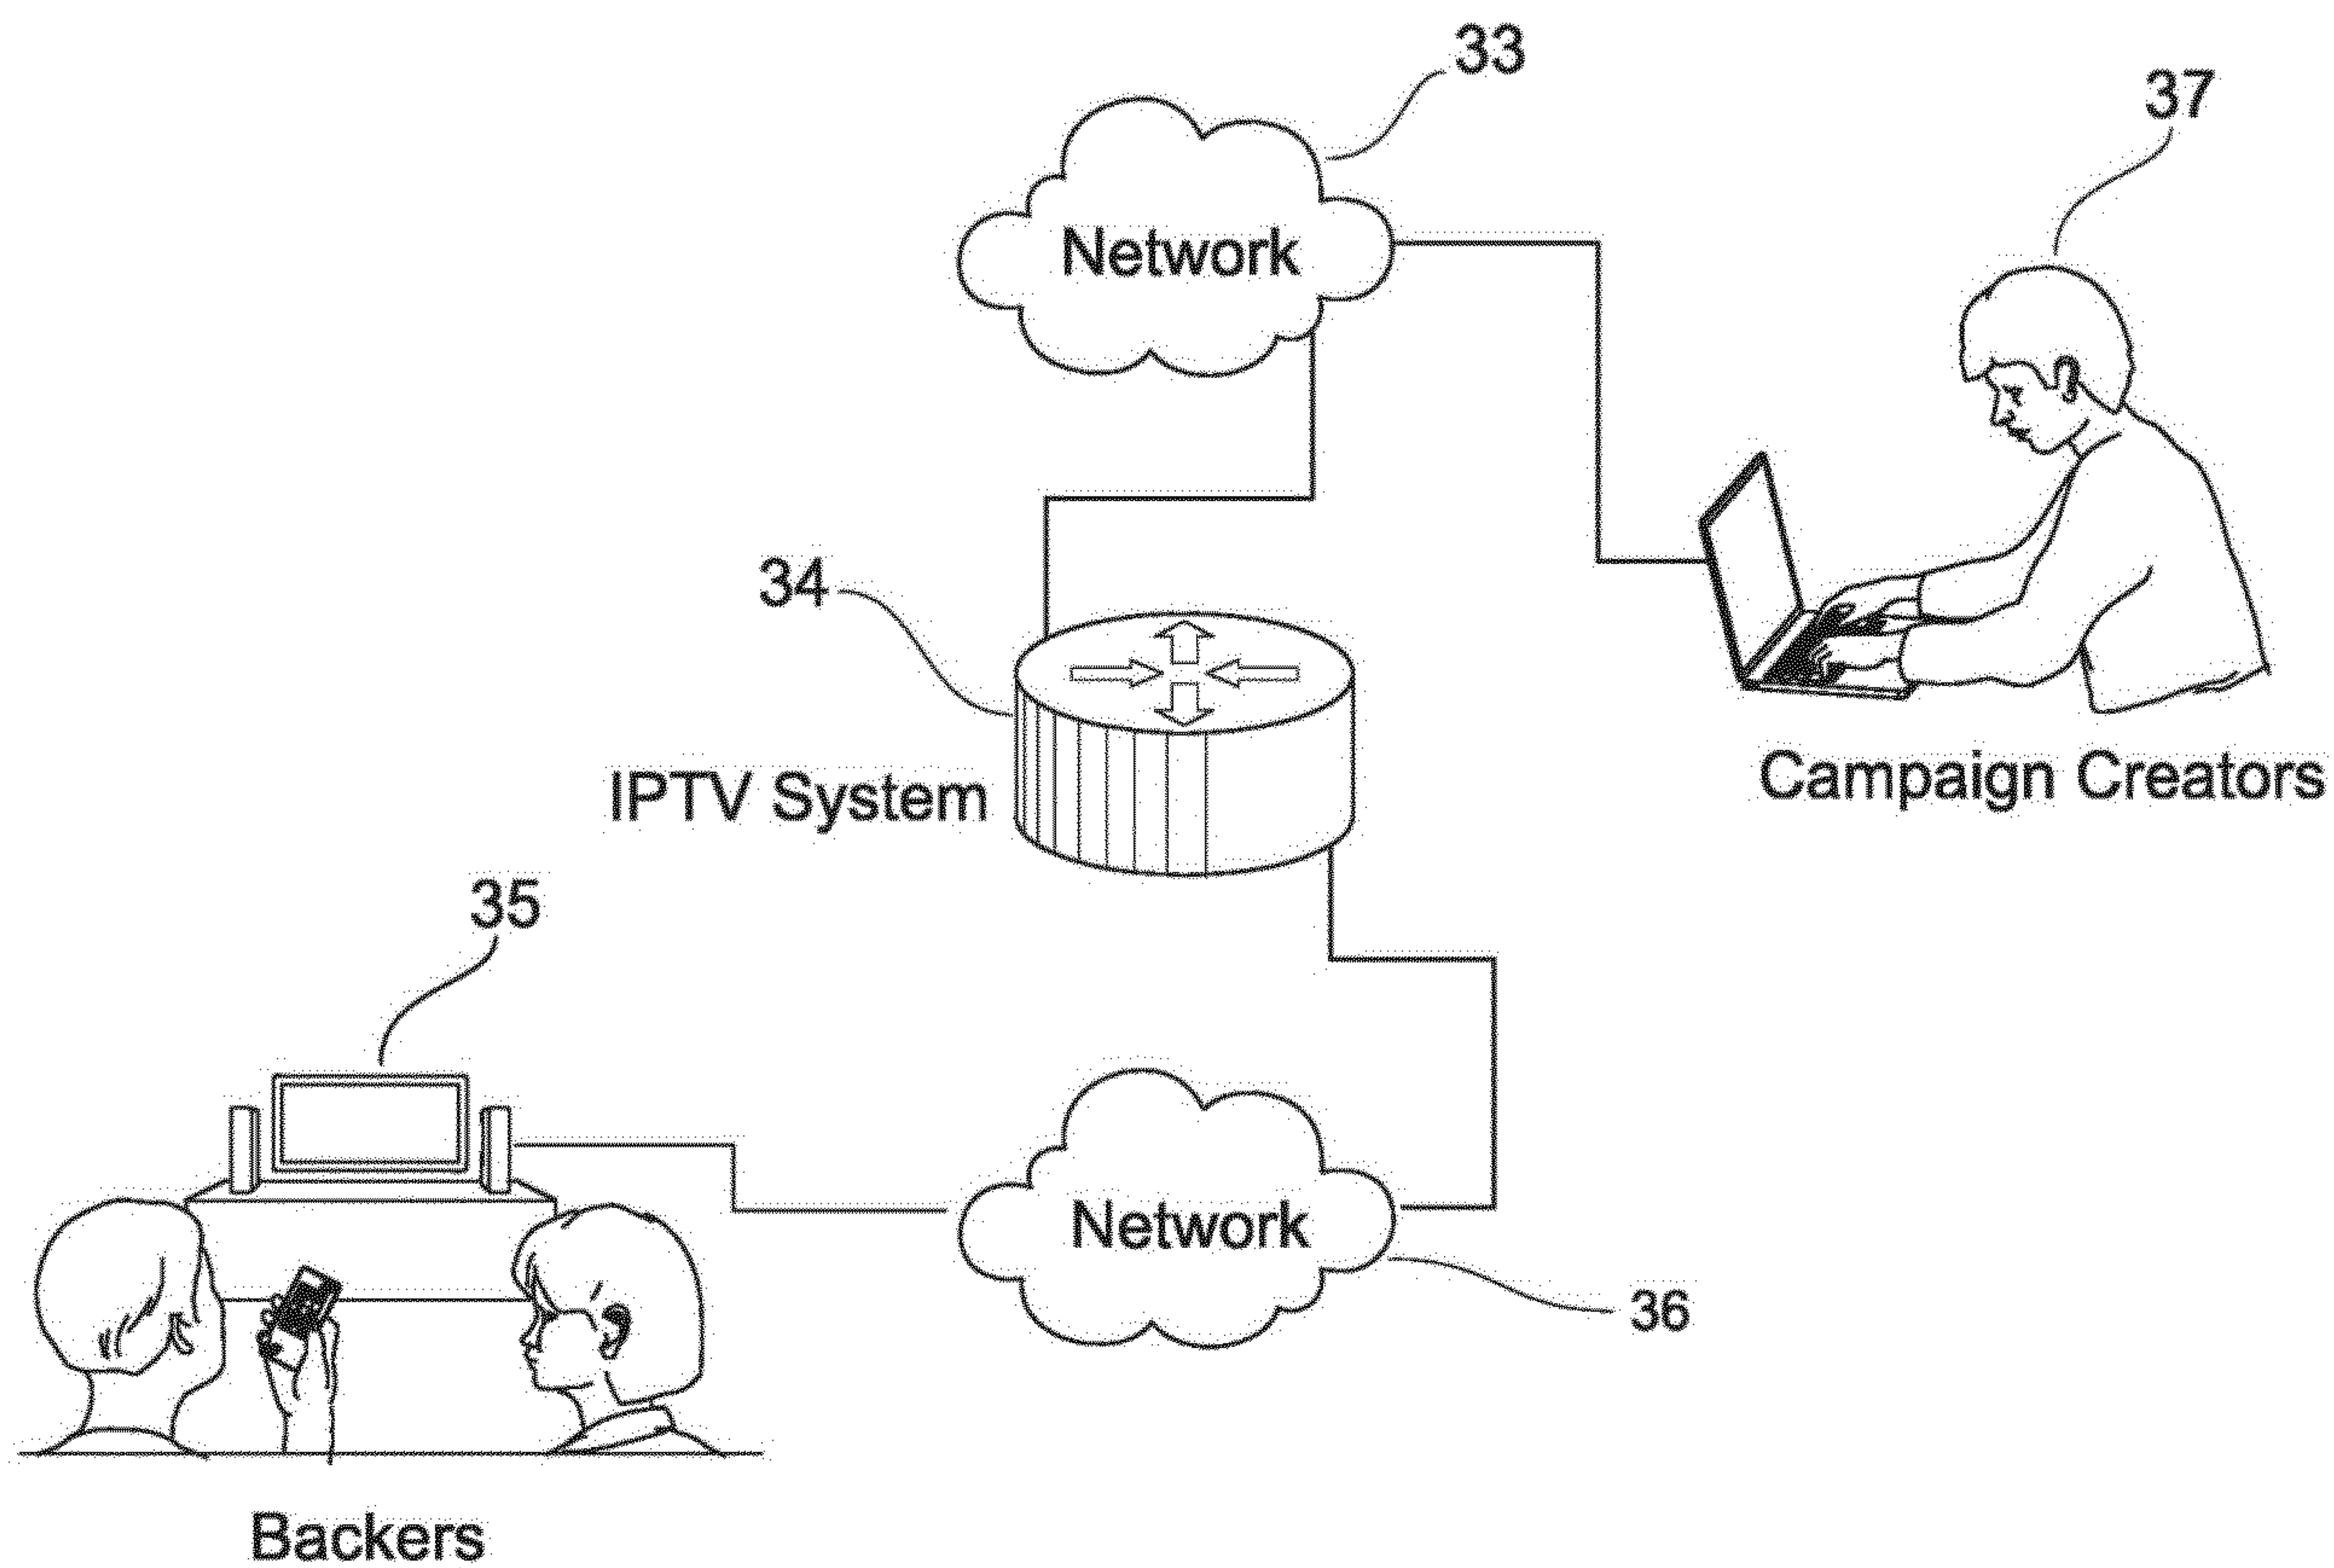 33
37
Network
34
IPTV System
Campaign Creators
35
Network
36
Backers